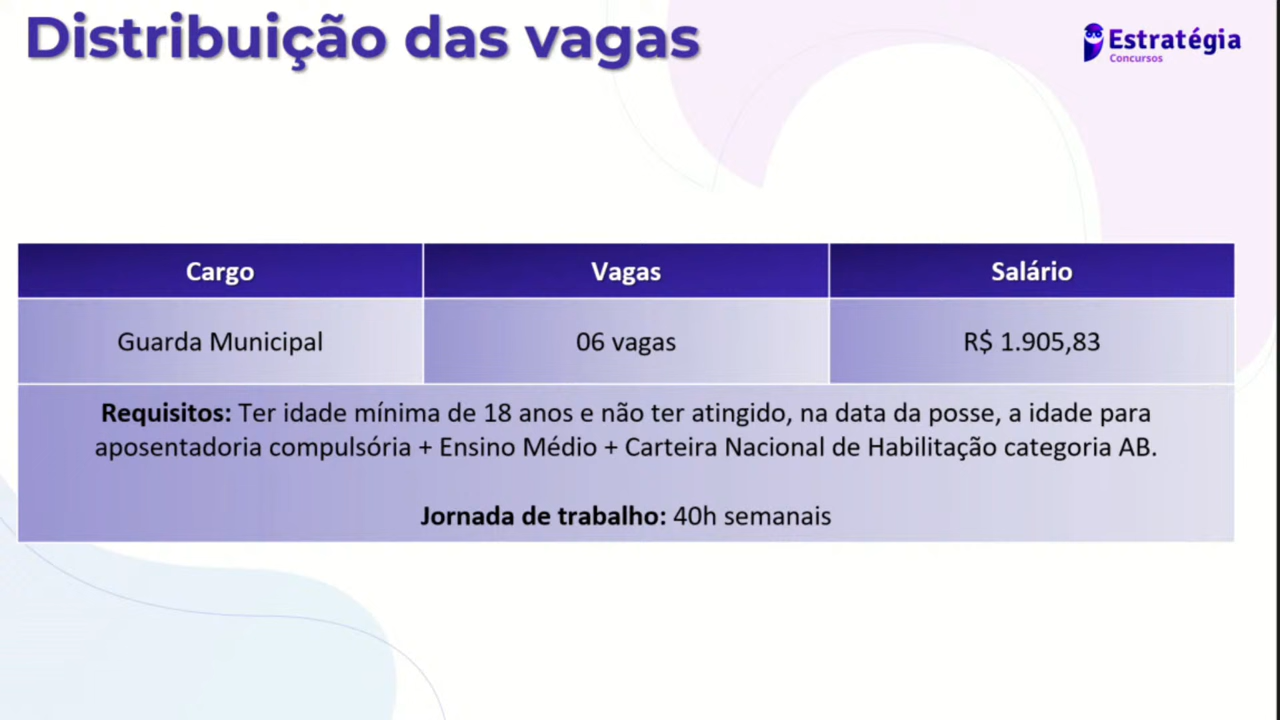 Distribuição das vagas
Estratégia
Concursos
Cargo
Vagas
Salário
Guarda Municipal
06 vagas
R$ 1.905,83
Requisitos: Ter idade mínima de 18 anos e não ter atingido, na data da posse, a idade para
aposentadoria compulsória + Ensino Médio + Carteira Nacional de Habilitação categoria AB.
Jornada de trabalho: 40h semanais